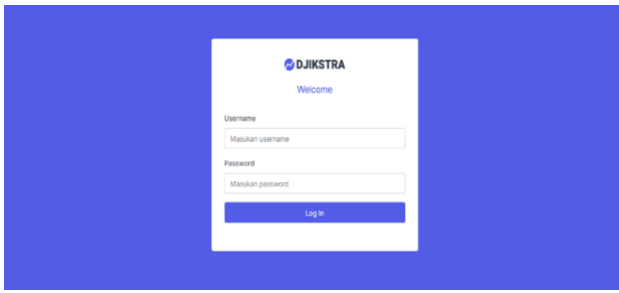 DJIKSTRA
Welcome
Username
Masukan username
Password
Masukan password
Log In